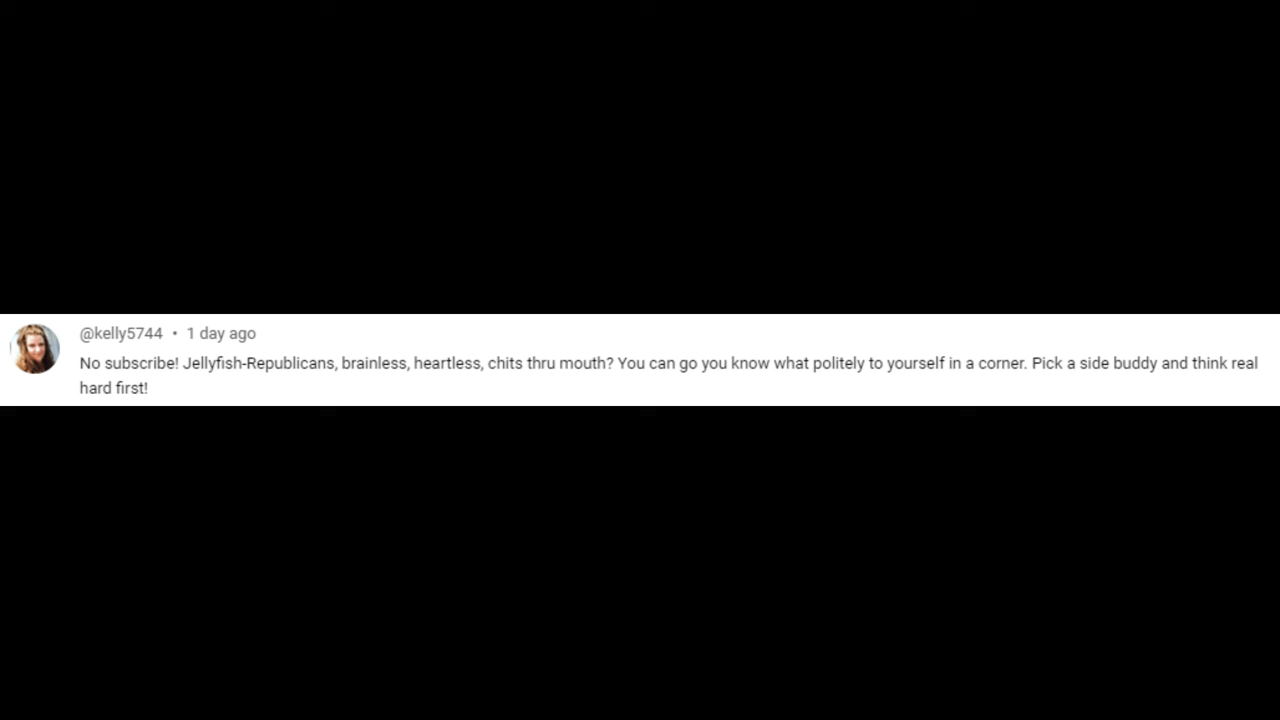 @kelly5744 • 1 day ago
No subscribe! Jellyfish-Republicans, brainless, heartless, chits thru mouth? You can go you know what politely to yourself in a corner. Pick a side buddy and think real
hard first!